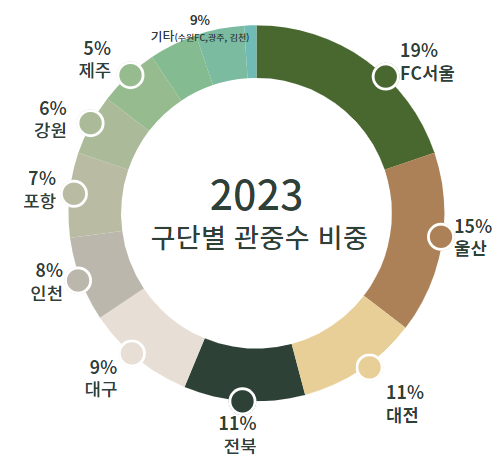 9%
기타(수원FC,광주, 김천)
19%
FC서울
15%
울산
11%
대전
11%
전북
9%
대구
8%
인천
7%
포항
6%
강원
5%
제주
2023
구단별 관중수 비중